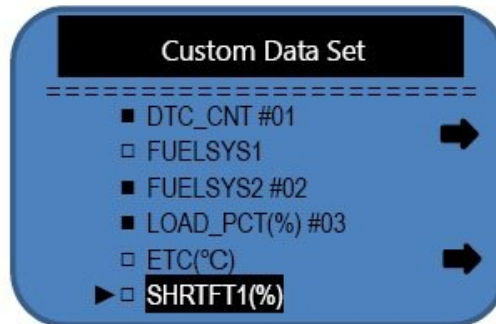 Custom Data Set
========================
■ DTC_CNT #01
□ FUELSYS1
■ FUELSYS2 #02
■ LOAD_PCT(%) #03
□ ETC(°C)
▶□ SHRTFT1(%)